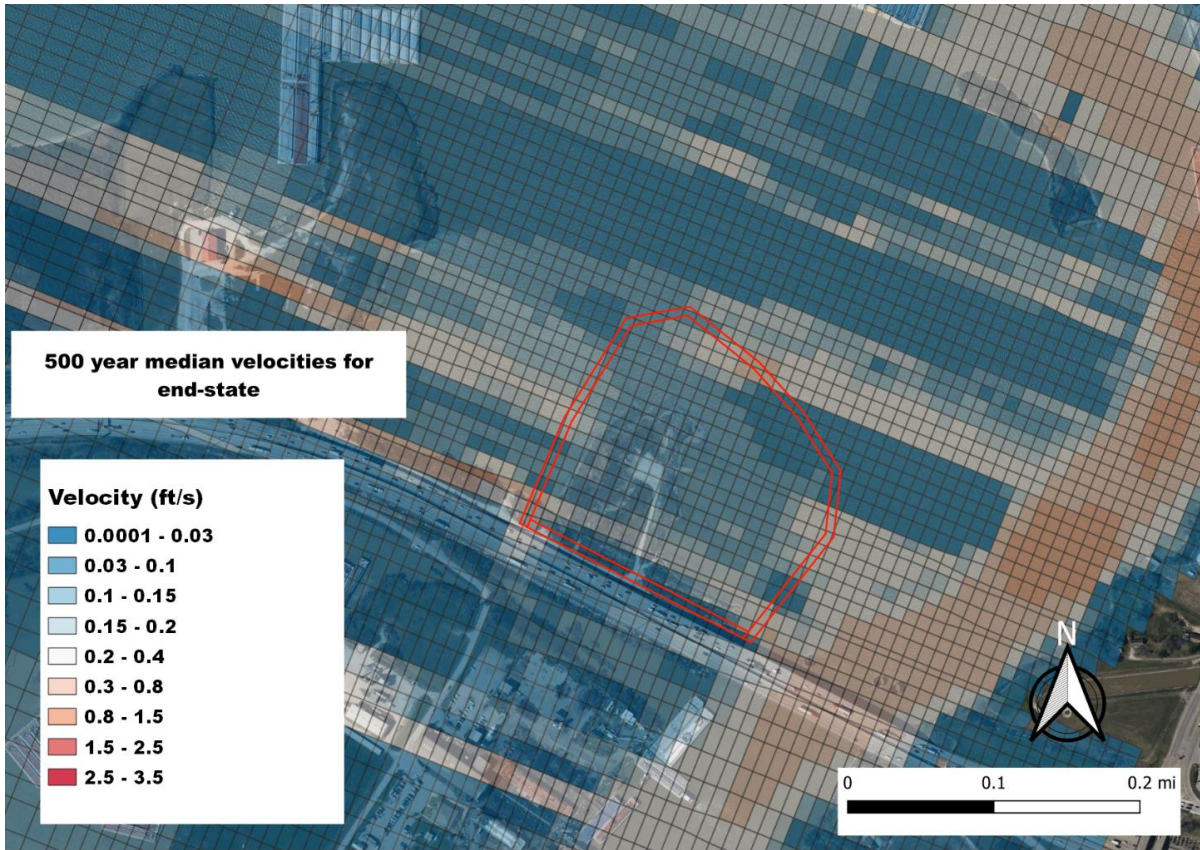 500 year median velocities for
end-state
Velocity (ft/s)
0.0001 - 0.03
0.03 - 0.1
0.1 - 0.15
0.15 - 0.2
0.2 - 0.4
0.3 - 0.8
0.8 - 1.5
1.5 - 2.5
2.5 - 3.5
N
0 0.1 0.2 mi